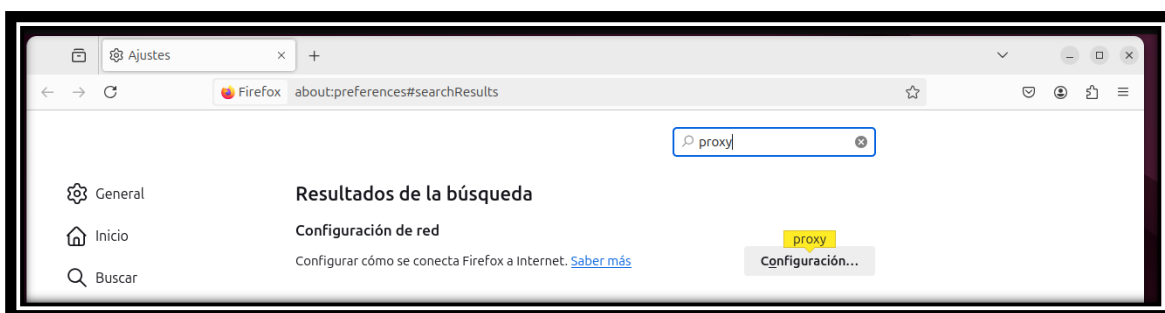 Ajustes
Firefox about:preferences#searchResults
proxy
General
Resultados de la búsqueda
Inicio
Configuración de red
proxy
Configurar cómo se conecta Firefox a Internet. Saber más
Configuración...
Buscar